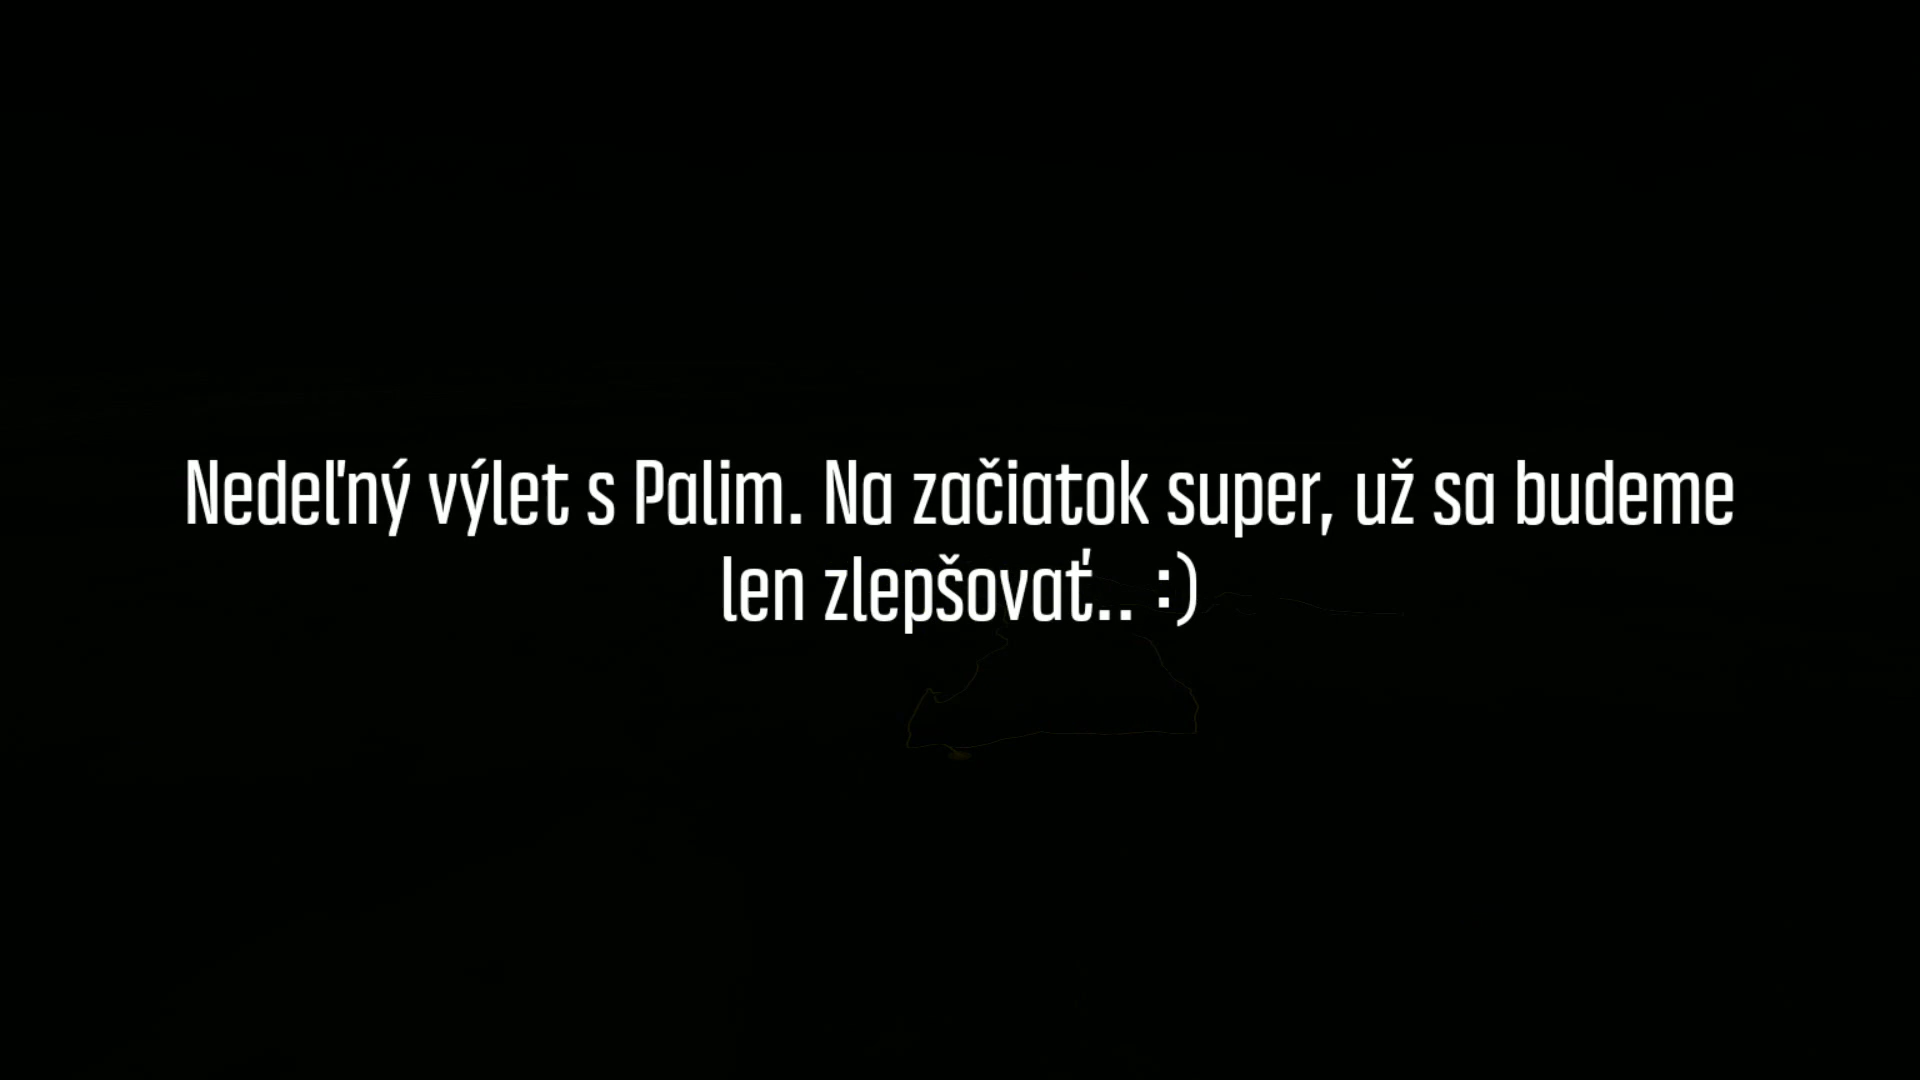 Nedeľný výlet s Palim. Na začiatok super, už sa budeme
len zlepšovať.. :)